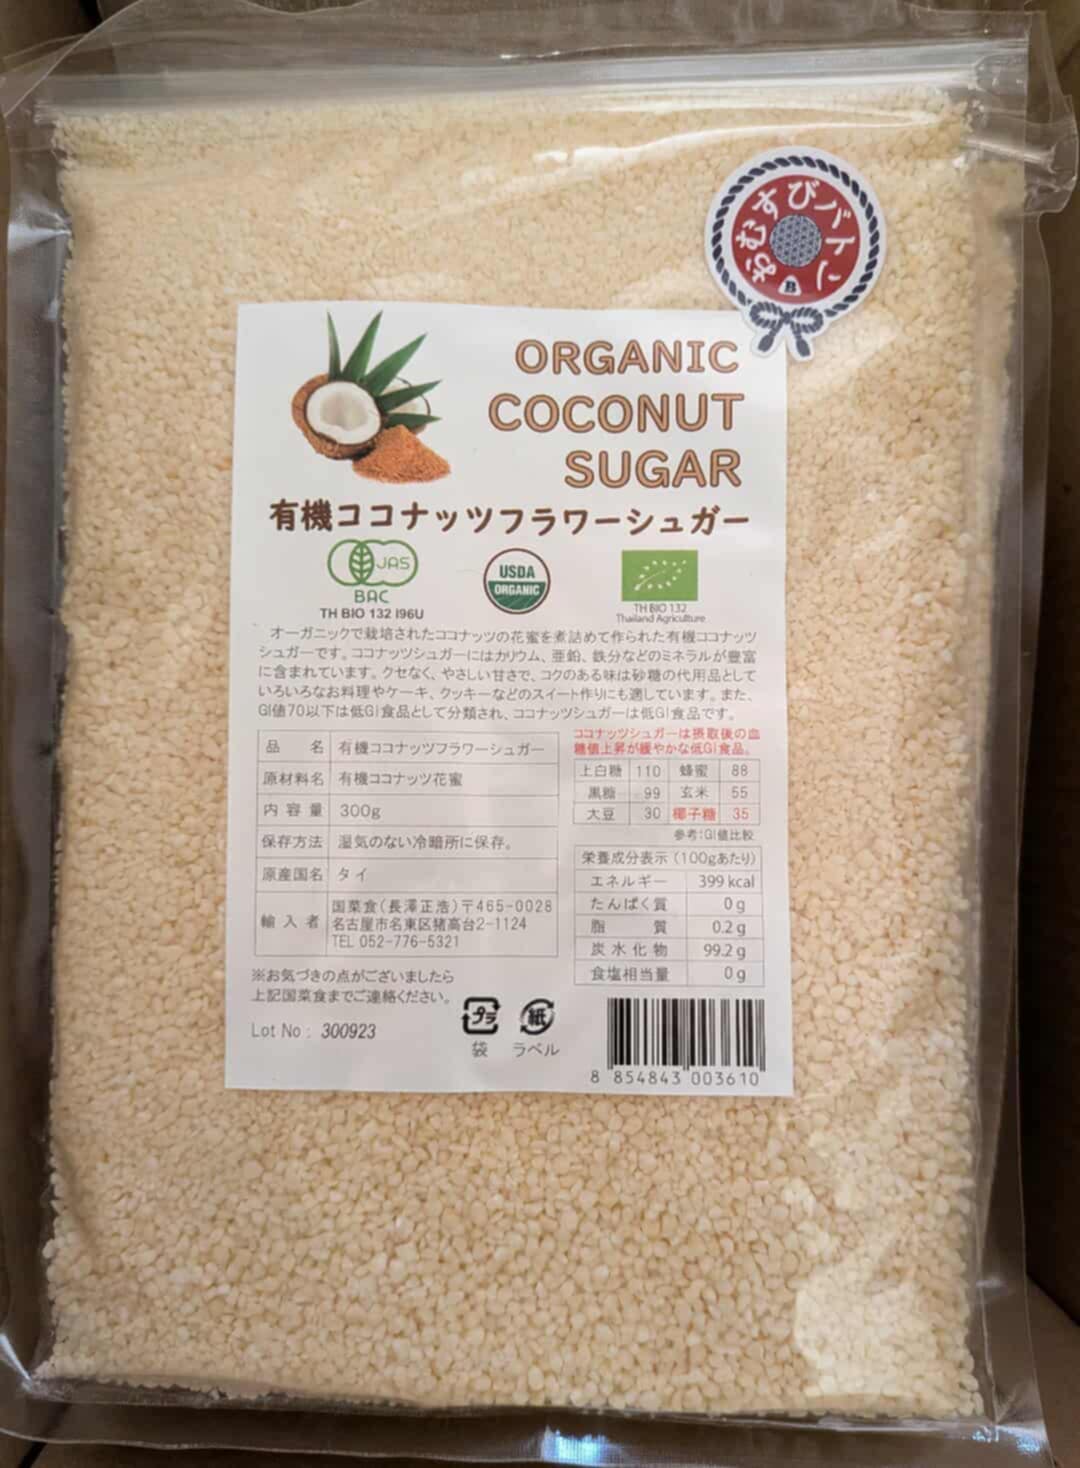 むすびバトン
B
ORGANIC
COCONUT
SUGAR
有機ココナッツフラワーシュガー
JAS
BAC
TH BIO 132 I96U
USDA
ORGANIC
TH BIO 132
Thailand Agriculture
オーガニックで栽培されたココナッツの花蜜を煮詰めて作られた有機ココナッツ
シュガーです。ココナッツシュガーにはカリウム、亜鉛、鉄分などのミネラルが豊富
に含まれています。クセなく、やさしい甘さで、コクのある味は砂糖の代用品として
いろいろなお料理やケーキ、クッキーなどのスイート作りにも適しています。また、
GI値70以下は低GI食品として分類され、ココナッツシュガーは低GI食品です。
品名 有機ココナッツフラワーシュガー
原材料名 有機ココナッツ花蜜
内容量 300g
保存方法 湿気のない冷暗所に保存。
原産国名 タイ
輸入者 国菜食(長澤正浩)〒465-0028
名古屋市名東区猪高台2-1124
TEL 052-776-5321
※お気づきの点がございましたら
上記国菜食までご連絡ください。
Lot No : 300923
ココナッツシュガーは摂取後の血
糖値上昇が緩やかな低GI食品。
上白糖 110 蜂蜜 88
黒糖 99 玄米 55
大豆 30 椰子糖 35
参考:GI値比較
栄養成分表示(100gあたり)
エネルギー 399 kcal
たんぱく質 0 g
脂質 0.2 g
炭水化物 99.2 g
食塩相当量 0 g
プラ
袋
紙
ラベル
8 854843 003610